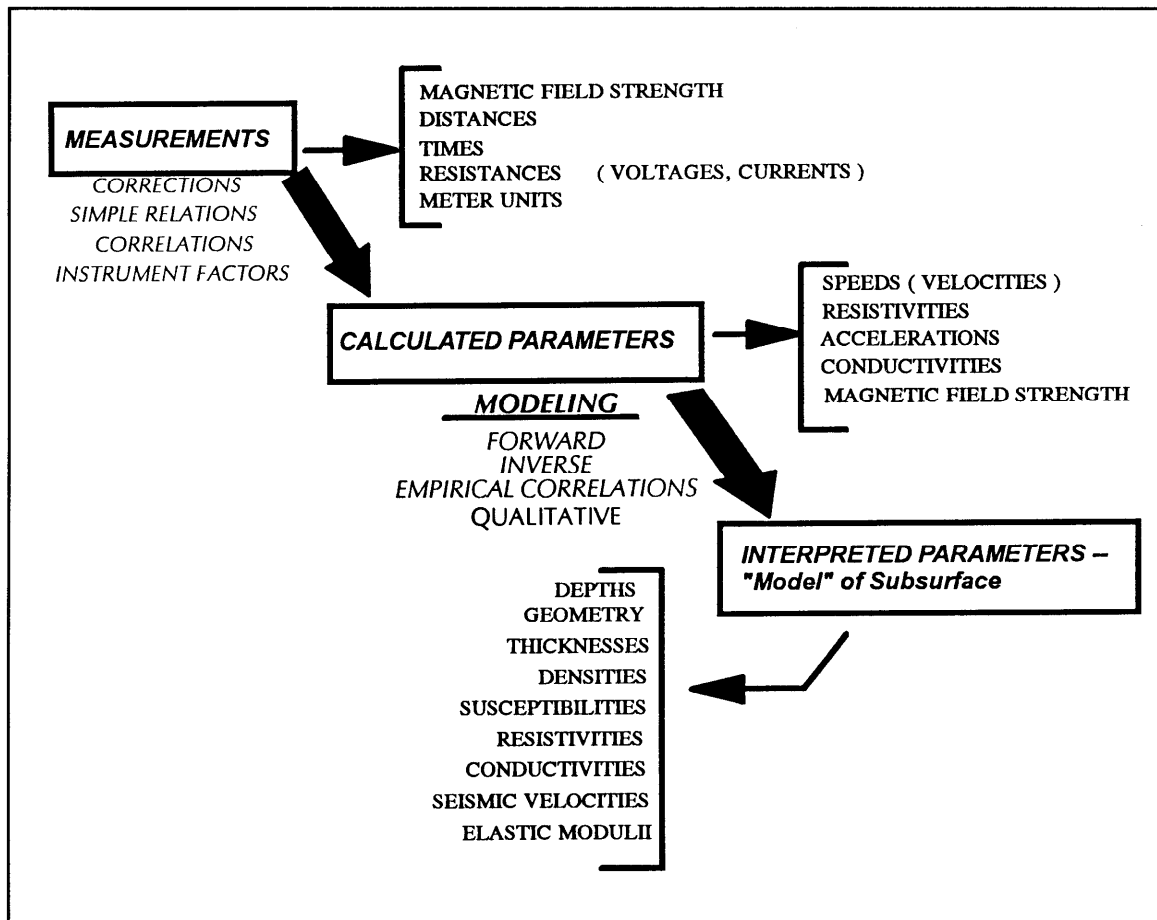 MEASUREMENTS
CORRECTIONS
SIMPLE RELATIONS
CORRELATIONS
INSTRUMENT FACTORS
MAGNETIC FIELD STRENGTH
DISTANCES
TIMES
RESISTANCES ( VOLTAGES, CURRENTS )
METER UNITS
CALCULATED PARAMETERS
MODELING
FORWARD
INVERSE
EMPIRICAL CORRELATIONS
QUALITATIVE
SPEEDS ( VELOCITIES )
RESISTIVITIES
ACCELERATIONS
CONDUCTIVITIES
MAGNETIC FIELD STRENGTH
INTERPRETED PARAMETERS --
"Model" of Subsurface
DEPTHS
GEOMETRY
THICKNESSES
DENSITIES
SUSCEPTIBILITIES
RESISTIVITIES
CONDUCTIVITIES
SEISMIC VELOCITIES
ELASTIC MODULII